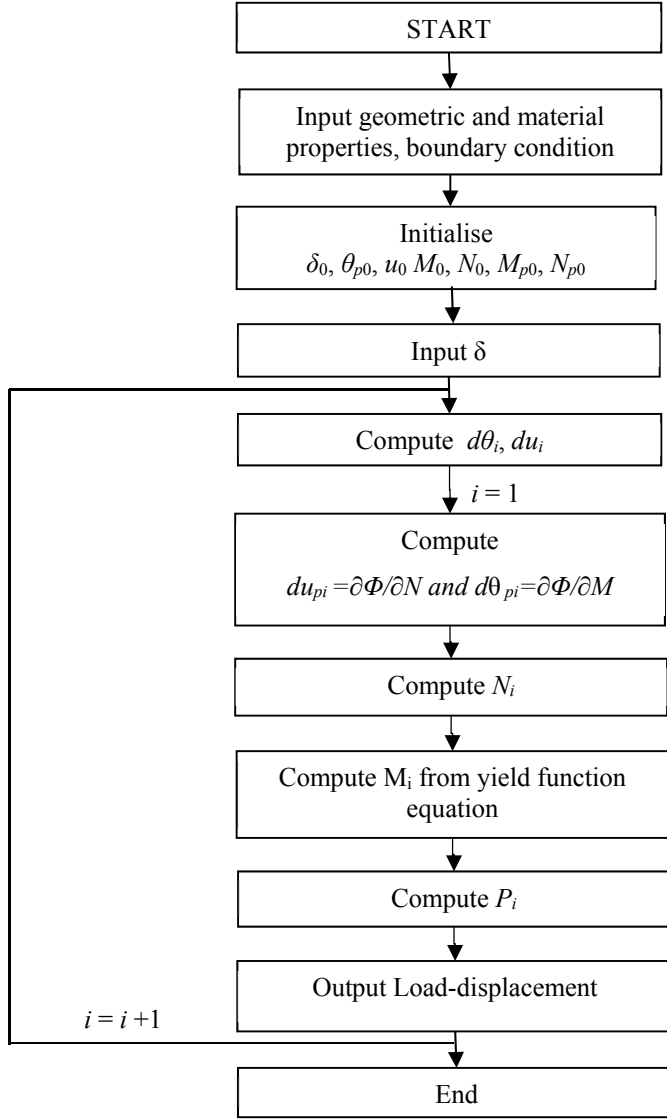 START
Input geometric and material
properties, boundary condition
Initialise
δ0, θp0, u0 M0, N0, Mp0, Np0
Input δ
Compute dθi, dui
i = 1
Compute
dupi =∂Φ/∂N and dθ pi=∂Φ/∂M
Compute Ni
Compute Mi from yield function
equation
Compute Pi
Output Load-displacement
i = i +1
End